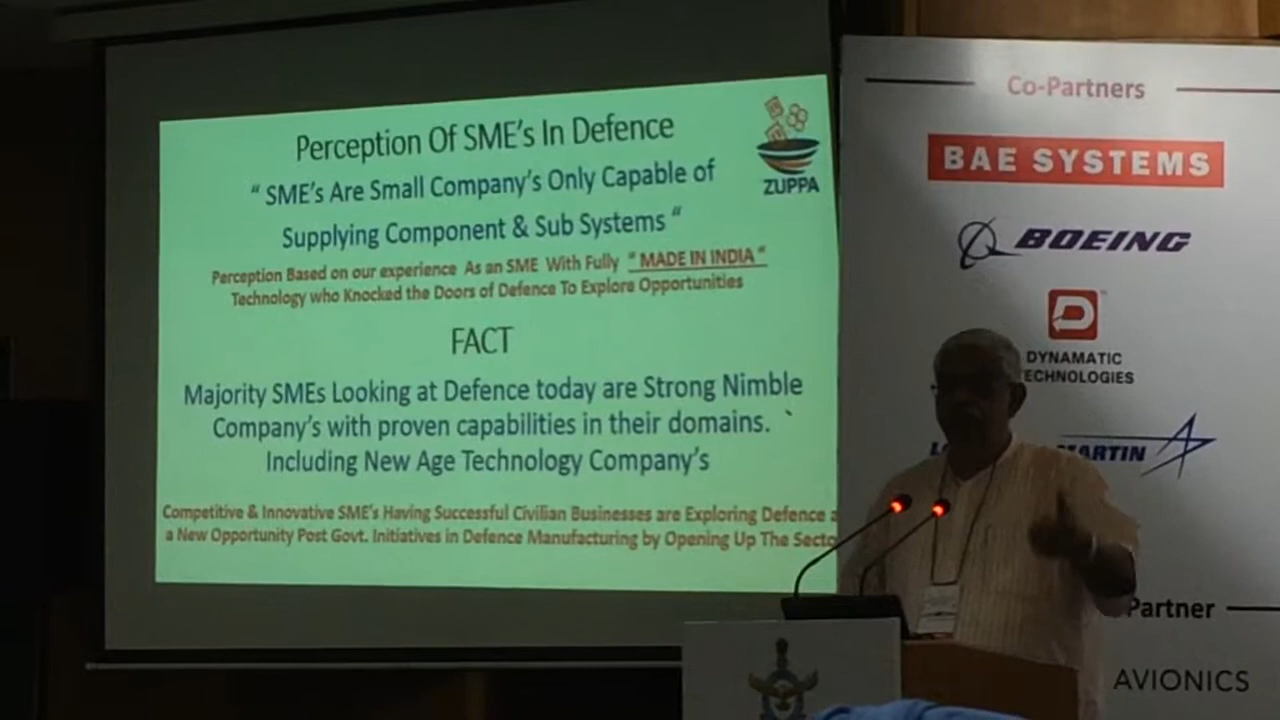 Perception Of SME's In Defence
“ SME's Are Small Company's Only Capable of
Supplying Component & Sub Systems “
Perception Based on our experience As an SME With Fully “ MADE IN INDIA “
Technology who Knocked the Doors of Defence To Explore Opportunities
FACT
Majority SMEs Looking at Defence today are Strong Nimble
Company's with proven capabilities in their domains. `
Including New Age Technology Company's
Competitive & Innovative SME's Having Successful Civilian Businesses are Exploring Defence
a New Opportunity Post Govt. Initiatives in Defence Manufacturing by Opening Up The
ZUPPA
Co-Partners
BAE SYSTEMS
BOEING
DYNAMATIC
Partner
AVIONICS